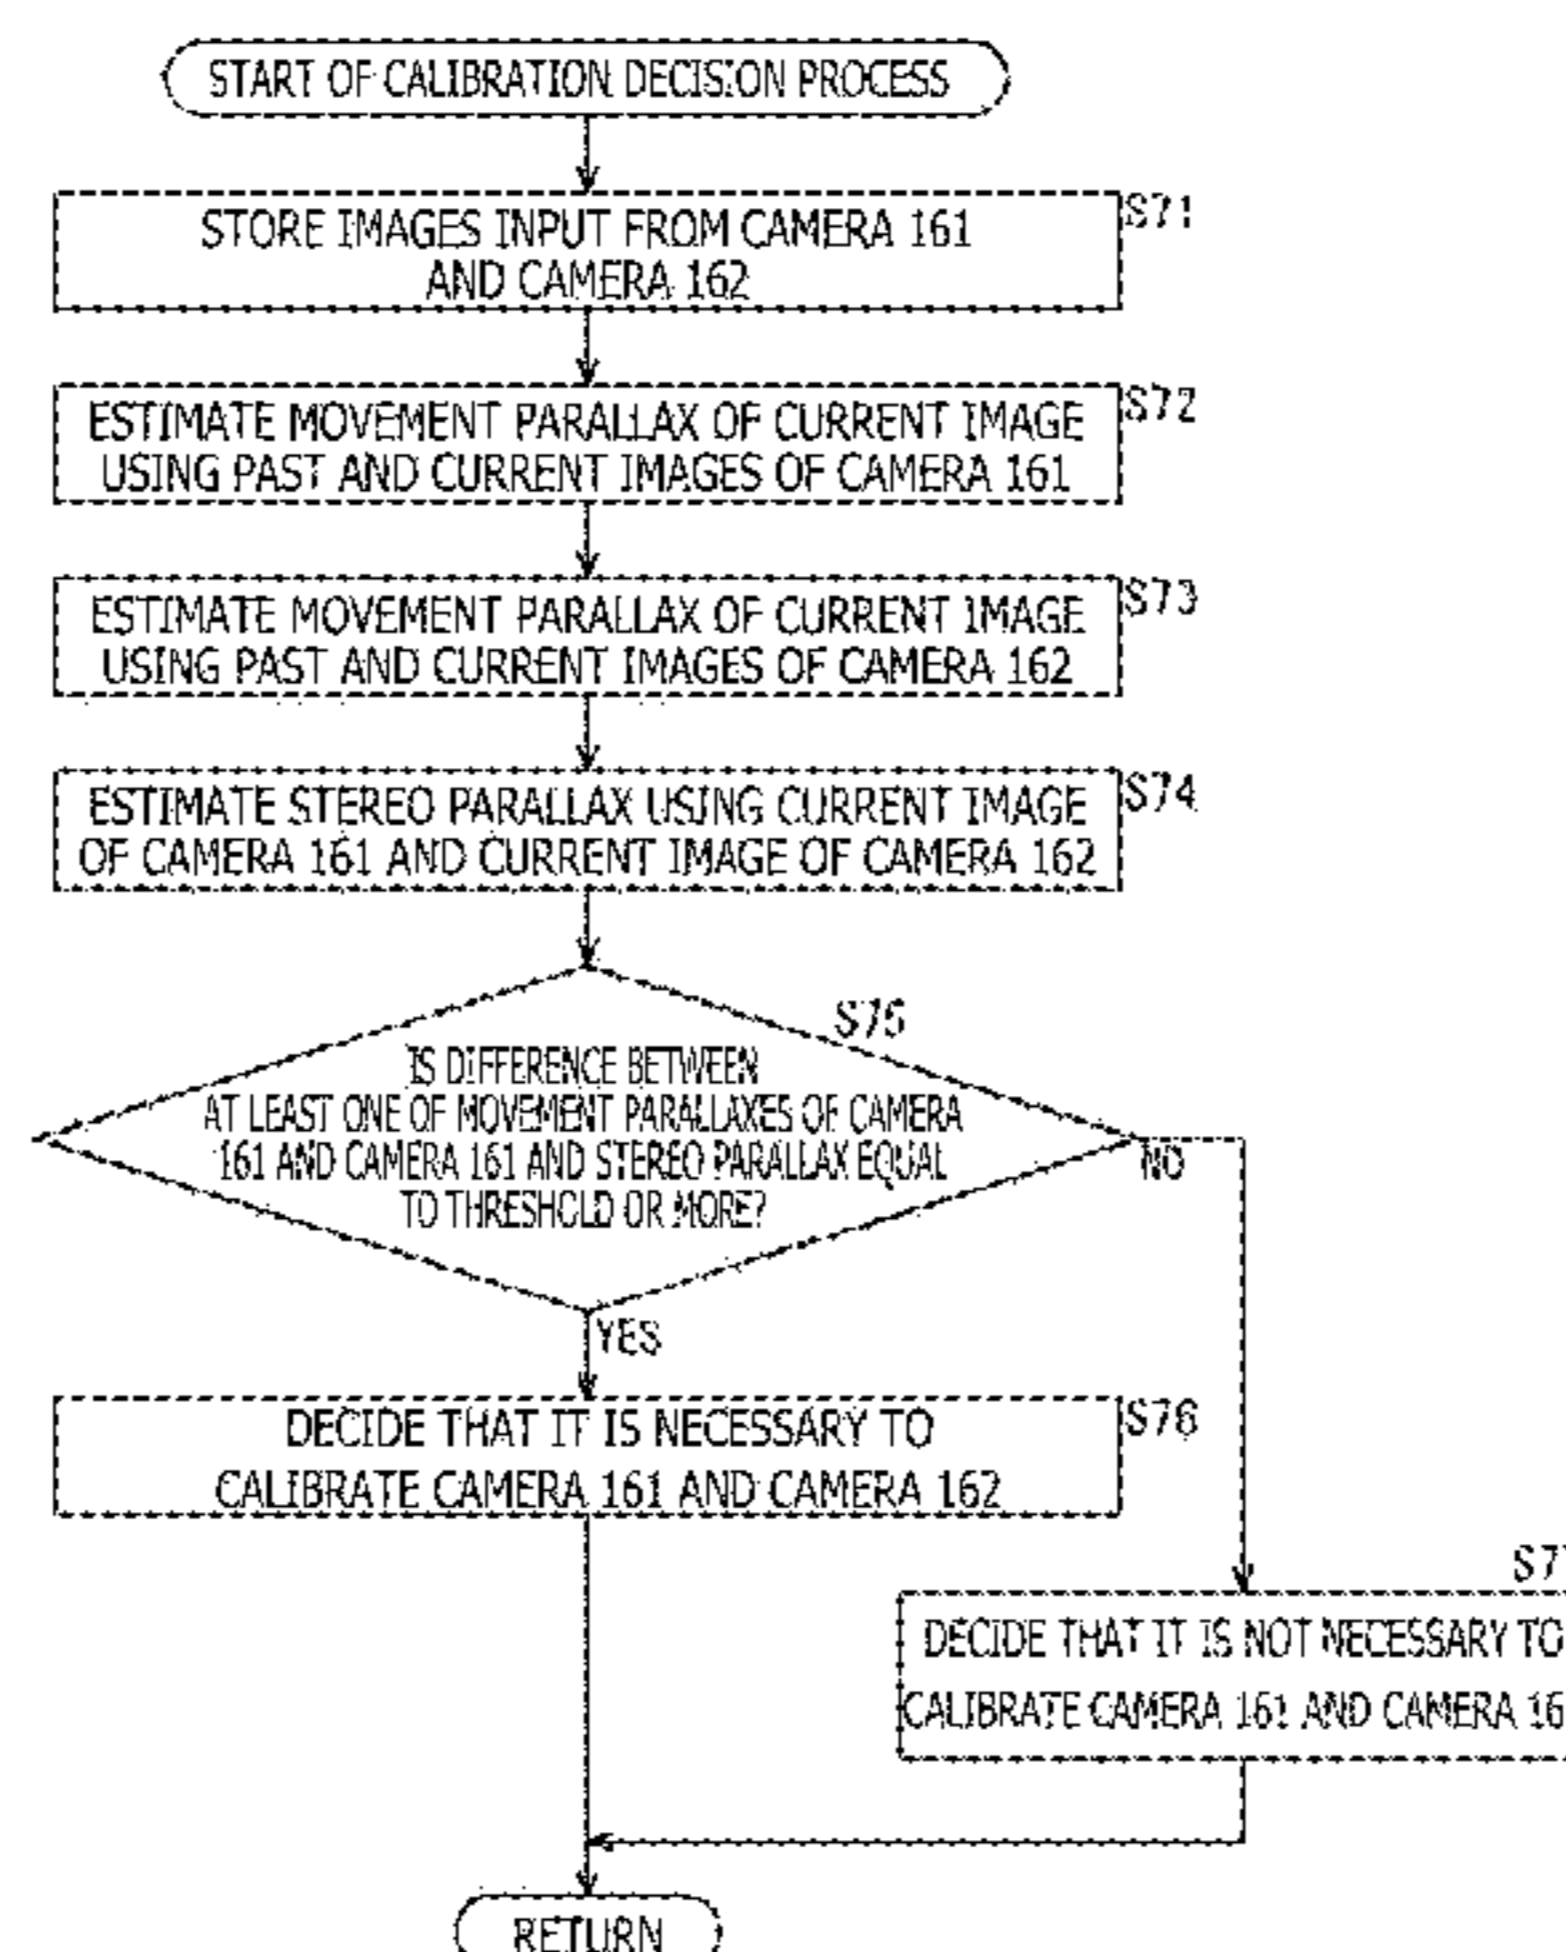 START OF CALIBRATION DECISION PROCESS
STORE IMAGES INPUT FROM CAMERA 161
AND CAMERA 162
S71
ESTIMATE MOVEMENT PARALLAX OF CURRENT IMAGE
USING PAST AND CURRENT IMAGES OF CAMERA 161
S72
ESTIMATE MOVEMENT PARALLAX OF CURRENT IMAGE
USING PAST AND CURRENT IMAGES OF CAMERA 162
S73
ESTIMATE STEREO PARALLAX USING CURRENT IMAGE
OF CAMERA 161 AND CURRENT IMAGE OF CAMERA 162
S74
S75
IS DIFFERENCE BETWEEN
AT LEAST ONE OF MOVEMENT PARALLAXES OF CAMERA
161 AND CAMERA 161 AND STEREO PARALLAX EQUAL
TO THRESHOLD OR MORE?
NO
YES
DECIDE THAT IT IS NECESSARY TO
CALIBRATE CAMERA 161 AND CAMERA 162
S76
DECIDE THAT IT IS NOT NECESSARY TO
CALIBRATE CAMERA 161 AND CAMERA
RETURN